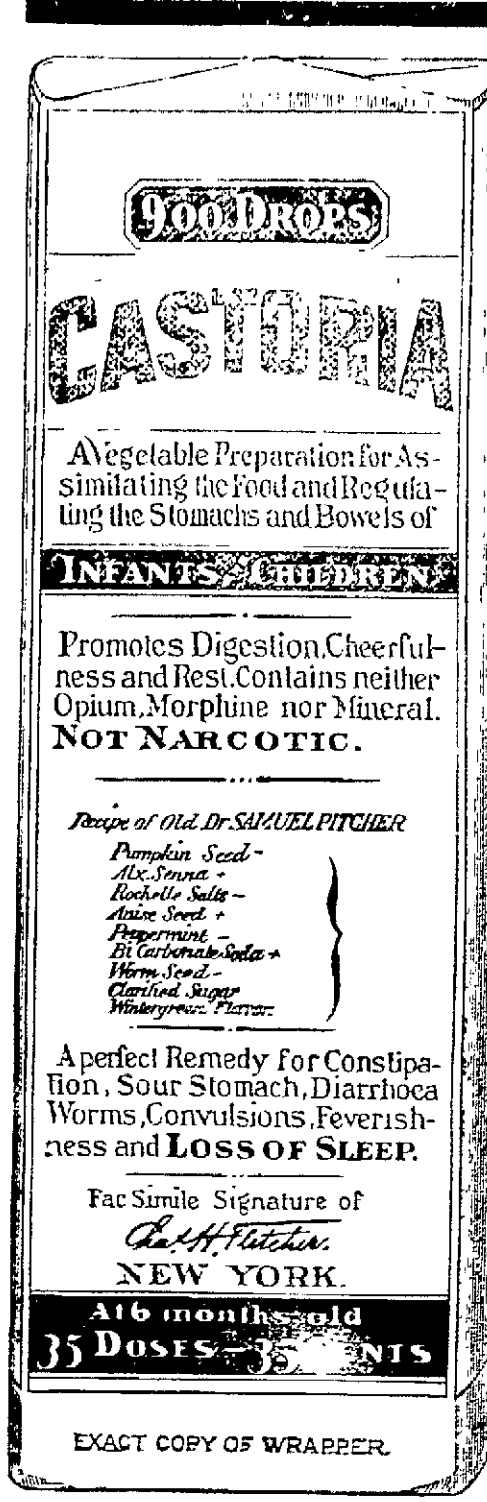 900 DROPS
CASTORIA
A Vegetable Preparation for As-
similating the Food and Regula-
ting the Stomachs and Bowels of
INFANTS & CHILDREN
Promotes Digestion, Cheerful-
ness and Rest. Contains neither
Opium, Morphine nor Mineral.
NOT NARCOTIC.
Recipe of Old Dr. SAMUEL PITCHER
Pumpkin Seed -
Alx. Senna +
Rochelle Salts -
Anise Seed +
Peppermint -
Bi Carbonate Soda +
Worm Seed -
Clarified Sugar
Wintergreen Flavor.
A perfect Remedy for Constipa-
tion, Sour Stomach, Diarrhoea
Worms, Convulsions, Feverish-
ness and LOSS OF SLEEP.
Fac Simile Signature of
Chas. H. Fletcher.
NEW YORK.
At 6 months old
35 DOSES - 35 CENTS
EXACT COPY OF WRAPPER.